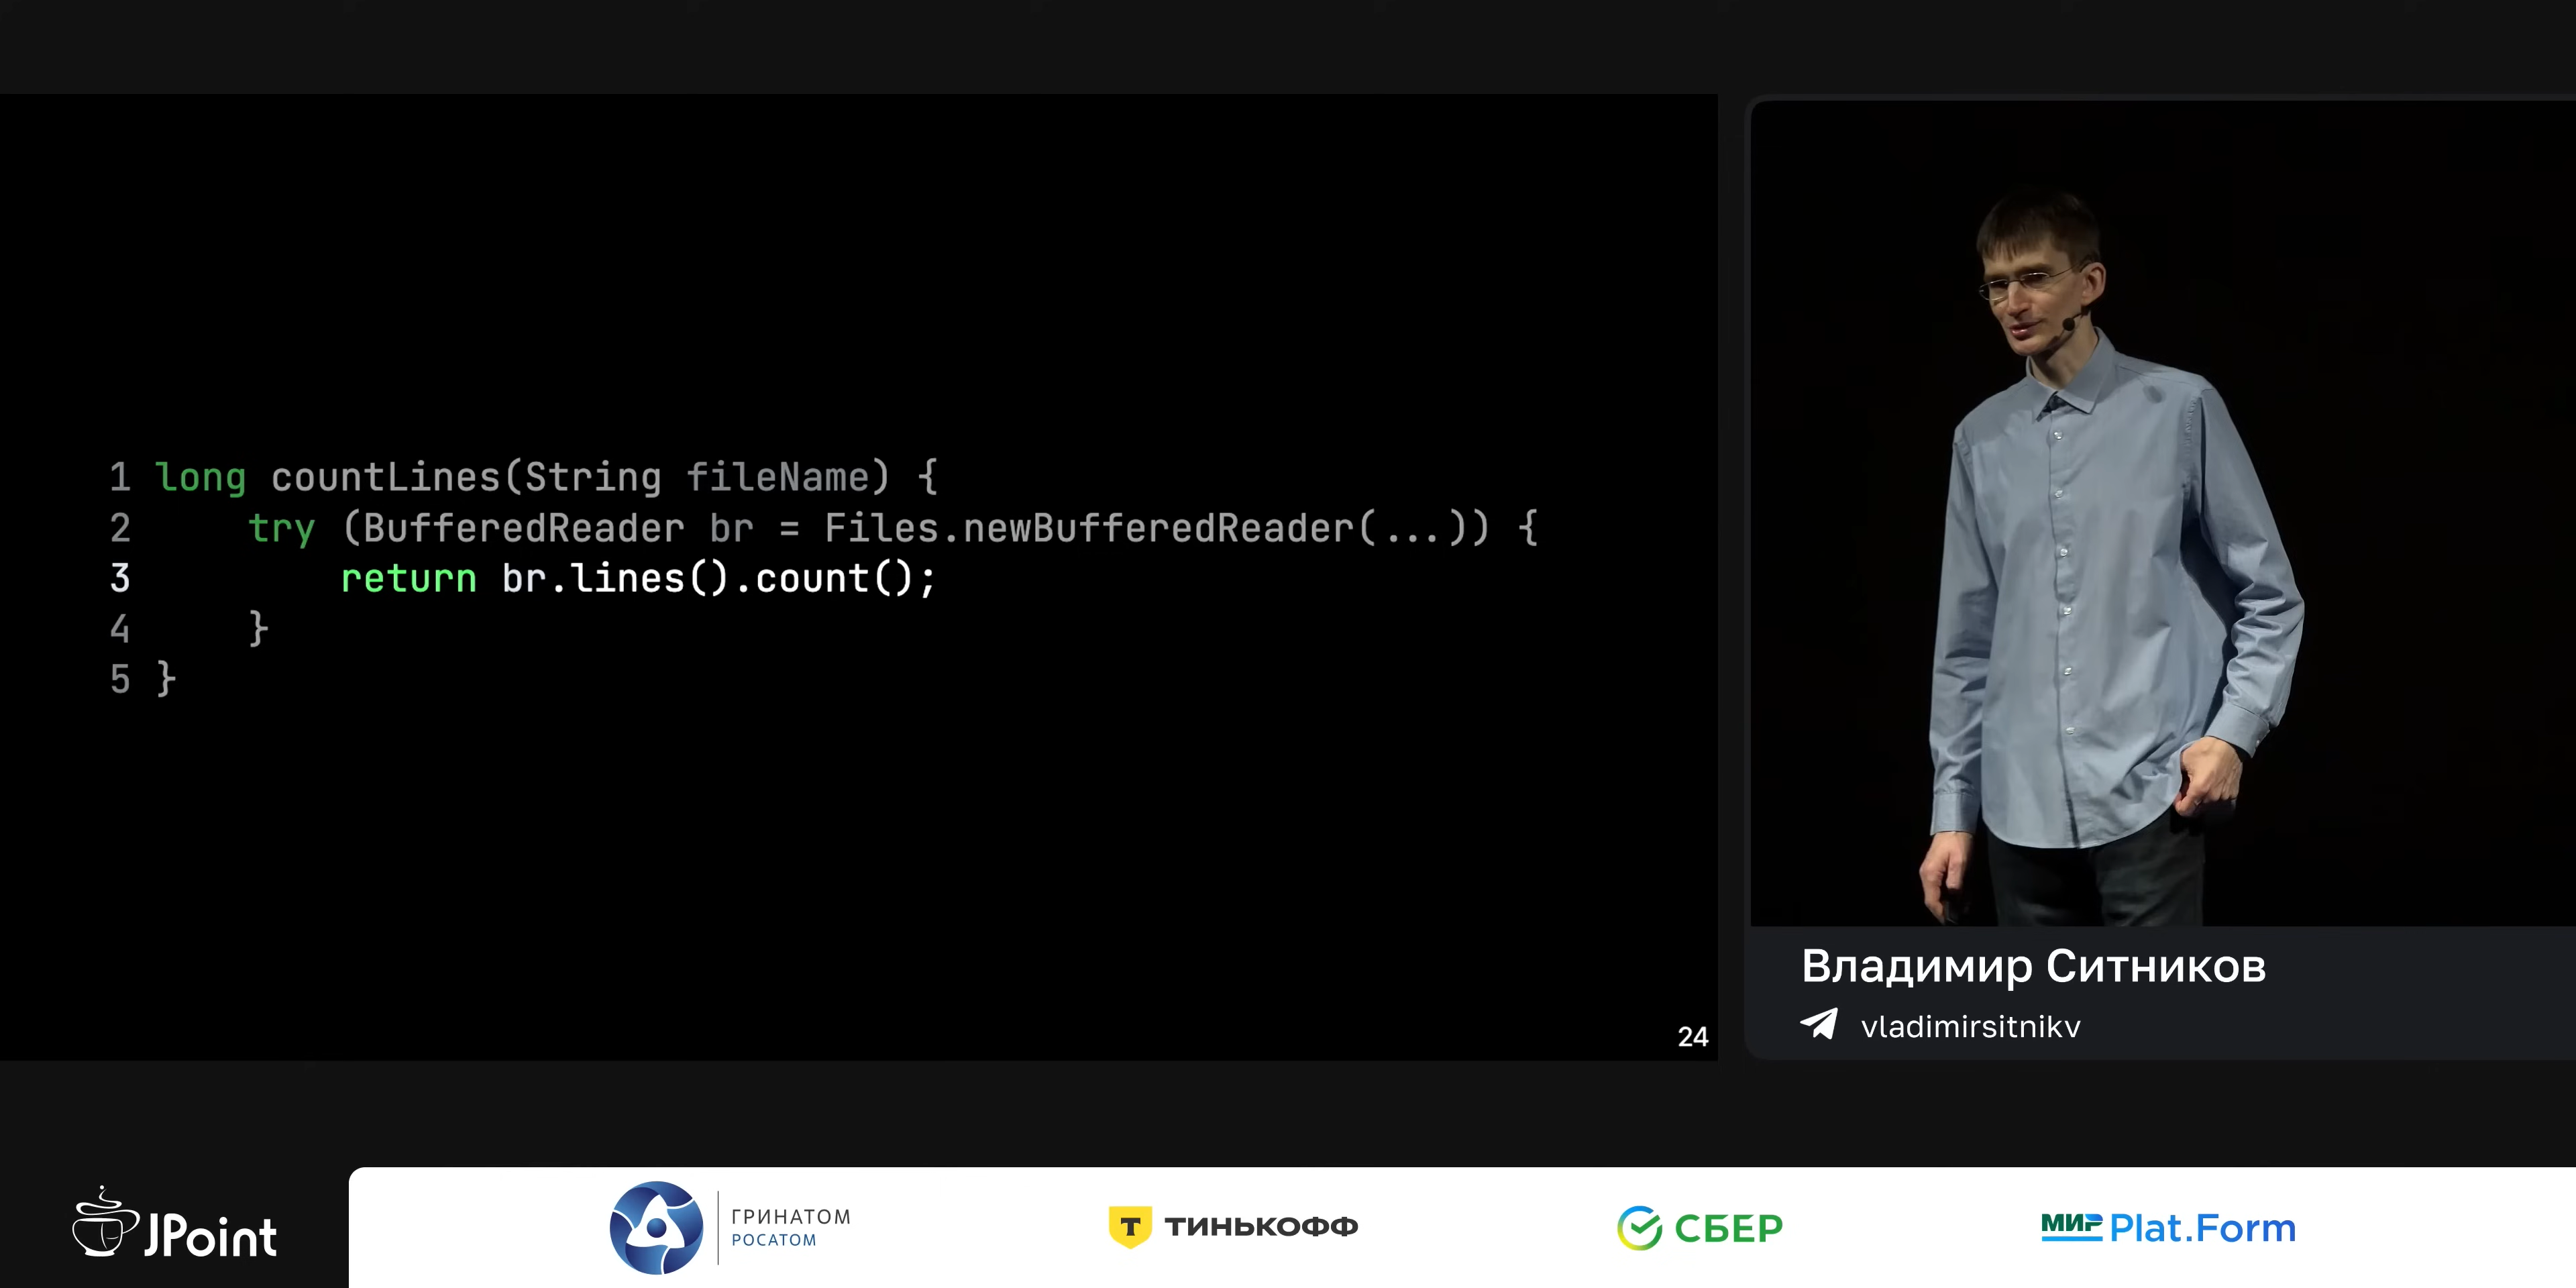 1 long countLines(String fileName) {
2     try (BufferedReader br = Files.newBufferedReader(...)) {
3         return br.lines().count();
4     }
5 }
24
Владимир Ситников
vladimirsitnikv
JPoint
ГРИНАТОМ
РОСАТОМ
Т ТИНЬКОФФ
СБЕР
МИР Plat.Form